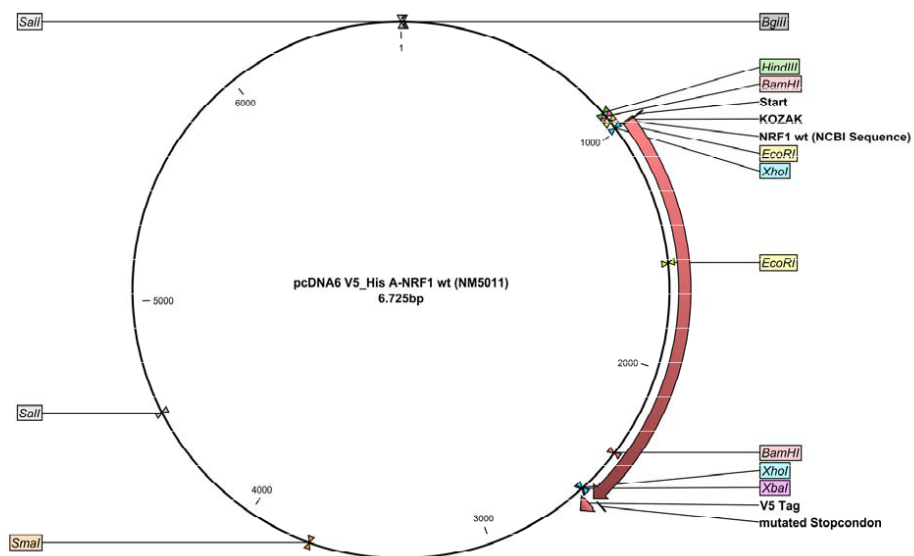 SalI
BglII
1
6000
HindIII
BamHI
Start
KOZAK
NRF1 wt (NCBI Sequence)
EcoRI
XhoI
1000
EcoRi
pcDNA6 V5_His A-NRF1 wt (NM5011)
6.725bp
5000
2000
SalI
BamHI
XhoI
XbaI
V5 Tag
mutated Stopcondon
4000
3000
SmaI